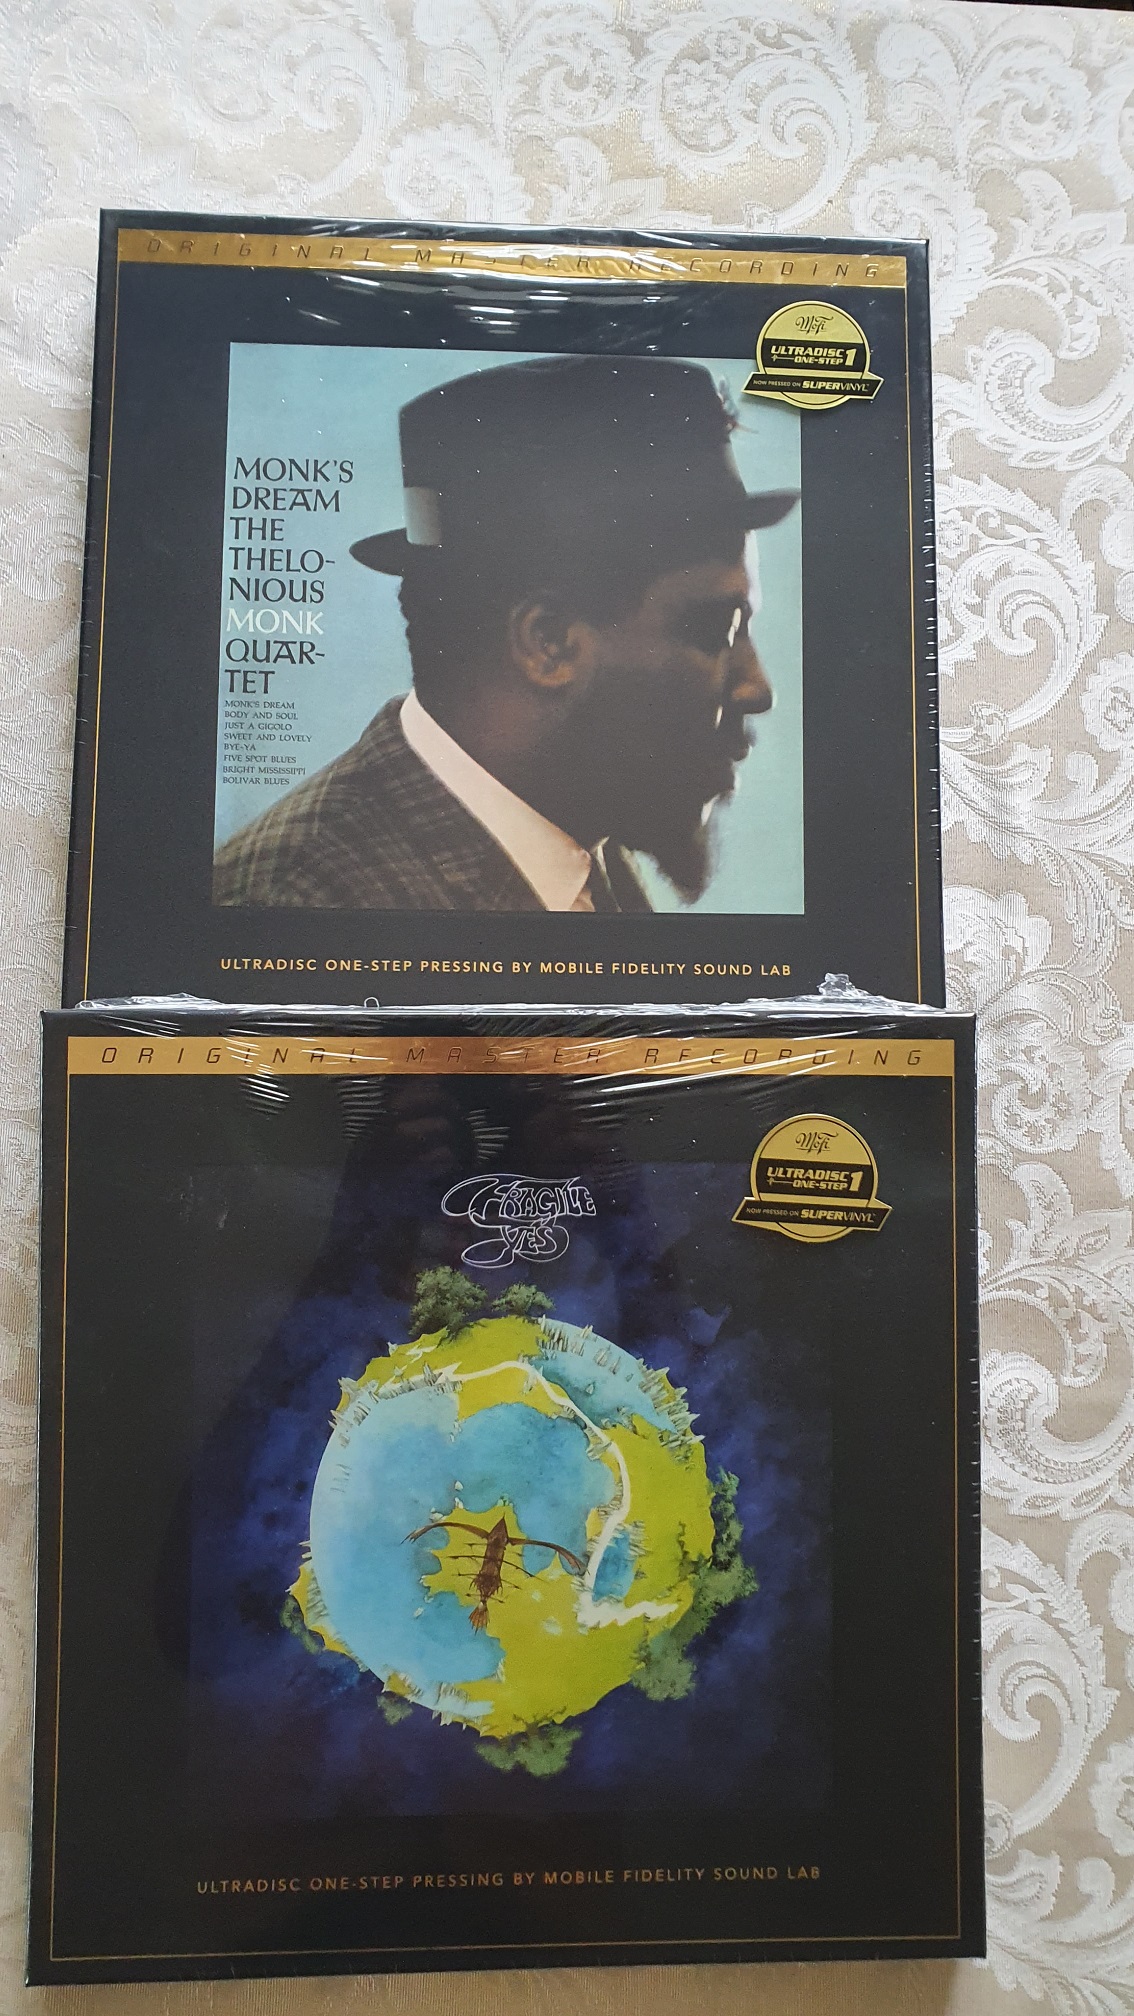 ORIGINAL MASTER RECORDING
MoFi
ULTRADISC
ONE-STEP 1
NOW PRESSED ON SUPERVINYL
MONK'S
DREAM
THE
THELO-
NIOUS
MONK
QUAR-
TET
MONK'S DREAM
BODY AND SOUL
JUST A GIGOLO
SWEET AND LOVELY
BYE-YA
FIVE SPOT BLUES
BRIGHT MISSISSIPPI
BOLIVAR BLUES
ULTRADISC ONE-STEP PRESSING BY MOBILE FIDELITY SOUND LAB
ORIGINAL MASTER RECORDING
MoFi
ULTRADISC
ONE-STEP 1
NOW PRESSED ON SUPERVINYL
FRAGILE
YES
ULTRADISC ONE-STEP PRESSING BY MOBILE FIDELITY SOUND LAB